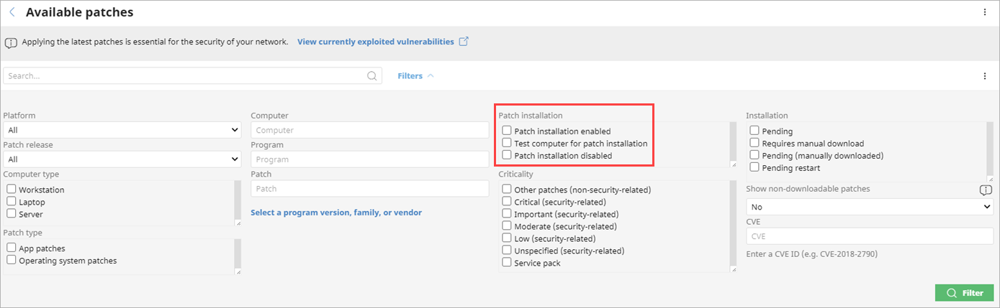 Available patches
Applying the latest patches is essential for the security of your network. View currently exploited vulnerabilities
Search...
Filters
Platform
All
Patch release
All
Computer type
Workstation
Laptop
Server
Patch type
App patches
Operating system patches
Computer
Computer
Program
Program
Patch
Patch
Select a program version, family, or vendor
Patch installation
Patch installation enabled
Test computer for patch installation
Patch installation disabled
Criticality
Other patches (non-security-related)
Critical (security-related)
Important (security-related)
Moderate (security-related)
Low (security-related)
Unspecified (security-related)
Service pack
Installation
Pending
Requires manual download
Pending (manually downloaded)
Pending restart
Show non-downloadable patches
No
CVE
CVE
Enter a CVE ID (e.g. CVE-2018-2790)
Filter